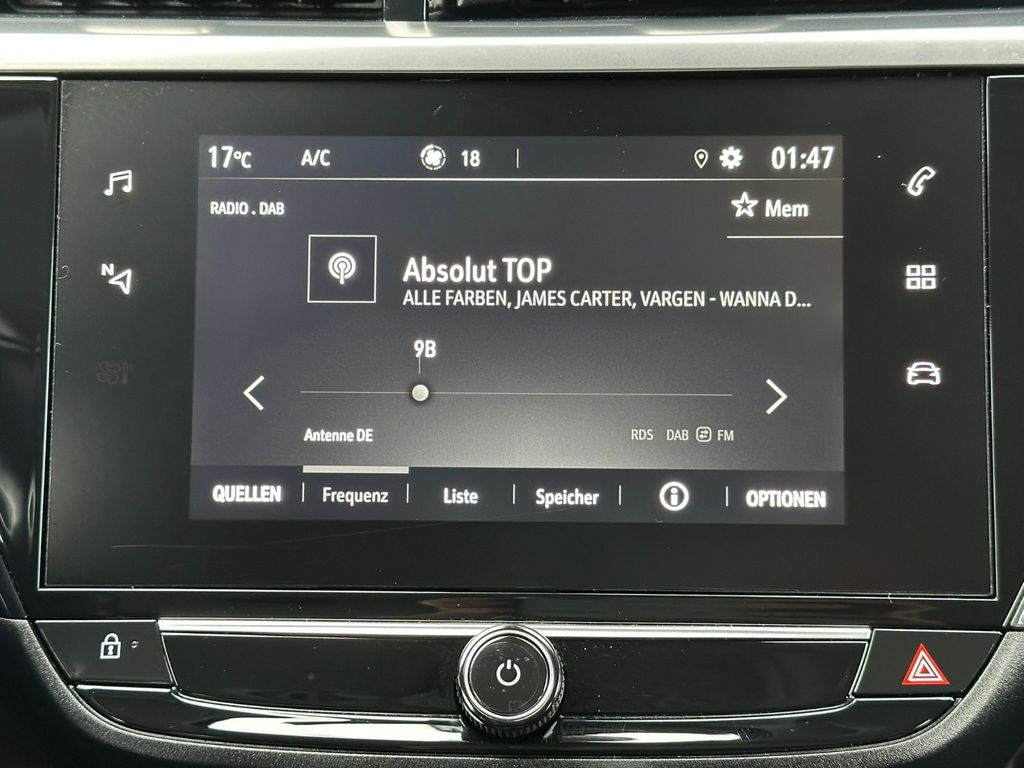 17°C A/C 18 01:47
RADIO . DAB
Mem
Absolut TOP
ALLE FARBEN, JAMES CARTER, VARGEN - WANNA D...
N
9B
Antenne DE
RDS DAB FM
QUELLEN Frequenz Liste Speicher OPTIONEN